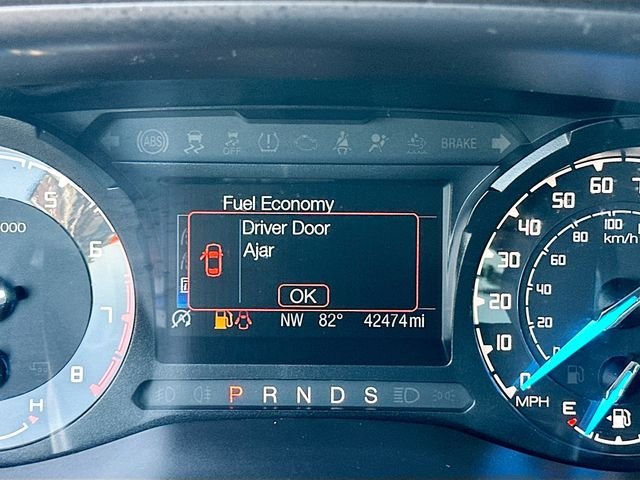 ABS
OFF
BRAKE
Fuel Economy
Driver Door
Ajar
OK
NW 82° 42474mi
P R N D S
000
5
6
7
8
H
0
10
20
30
40
50
60
0
20
40
60
80
100
km/h
MPH
E